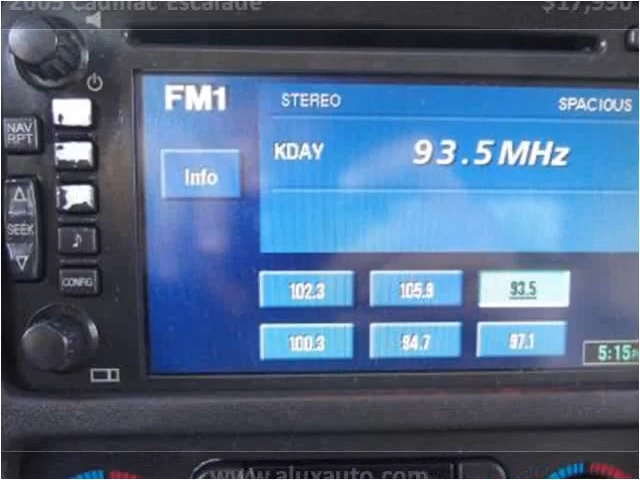 2005 Cadillac Escalade $17,990
FM1 STEREO SPACIOUS
NAV
RPT
KDAY 93.5 MHz
Info
SEEK
CONFIG
102.3 105.9 93.5
100.3 94.7 97.1
5:15
www.aluxauto.com